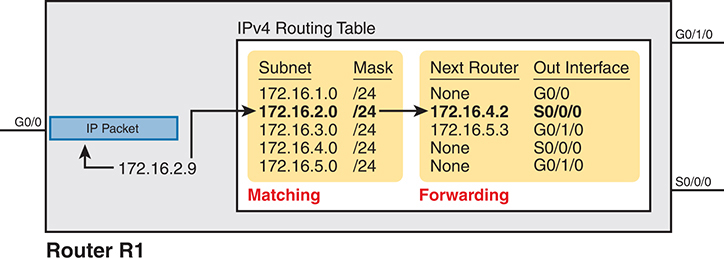 IPv4 Routing Table
G0/1/0
Subnet Mask Next Router Out Interface
172.16.1.0 /24 None G0/0
172.16.2.0 /24 172.16.4.2 S0/0/0
172.16.3.0 /24 172.16.5.3 G0/1/0
172.16.4.0 /24 None S0/0/0
172.16.5.0 /24 None G0/1/0
G0/0
IP Packet
172.16.2.9
Matching Forwarding
S0/0/0
Router R1